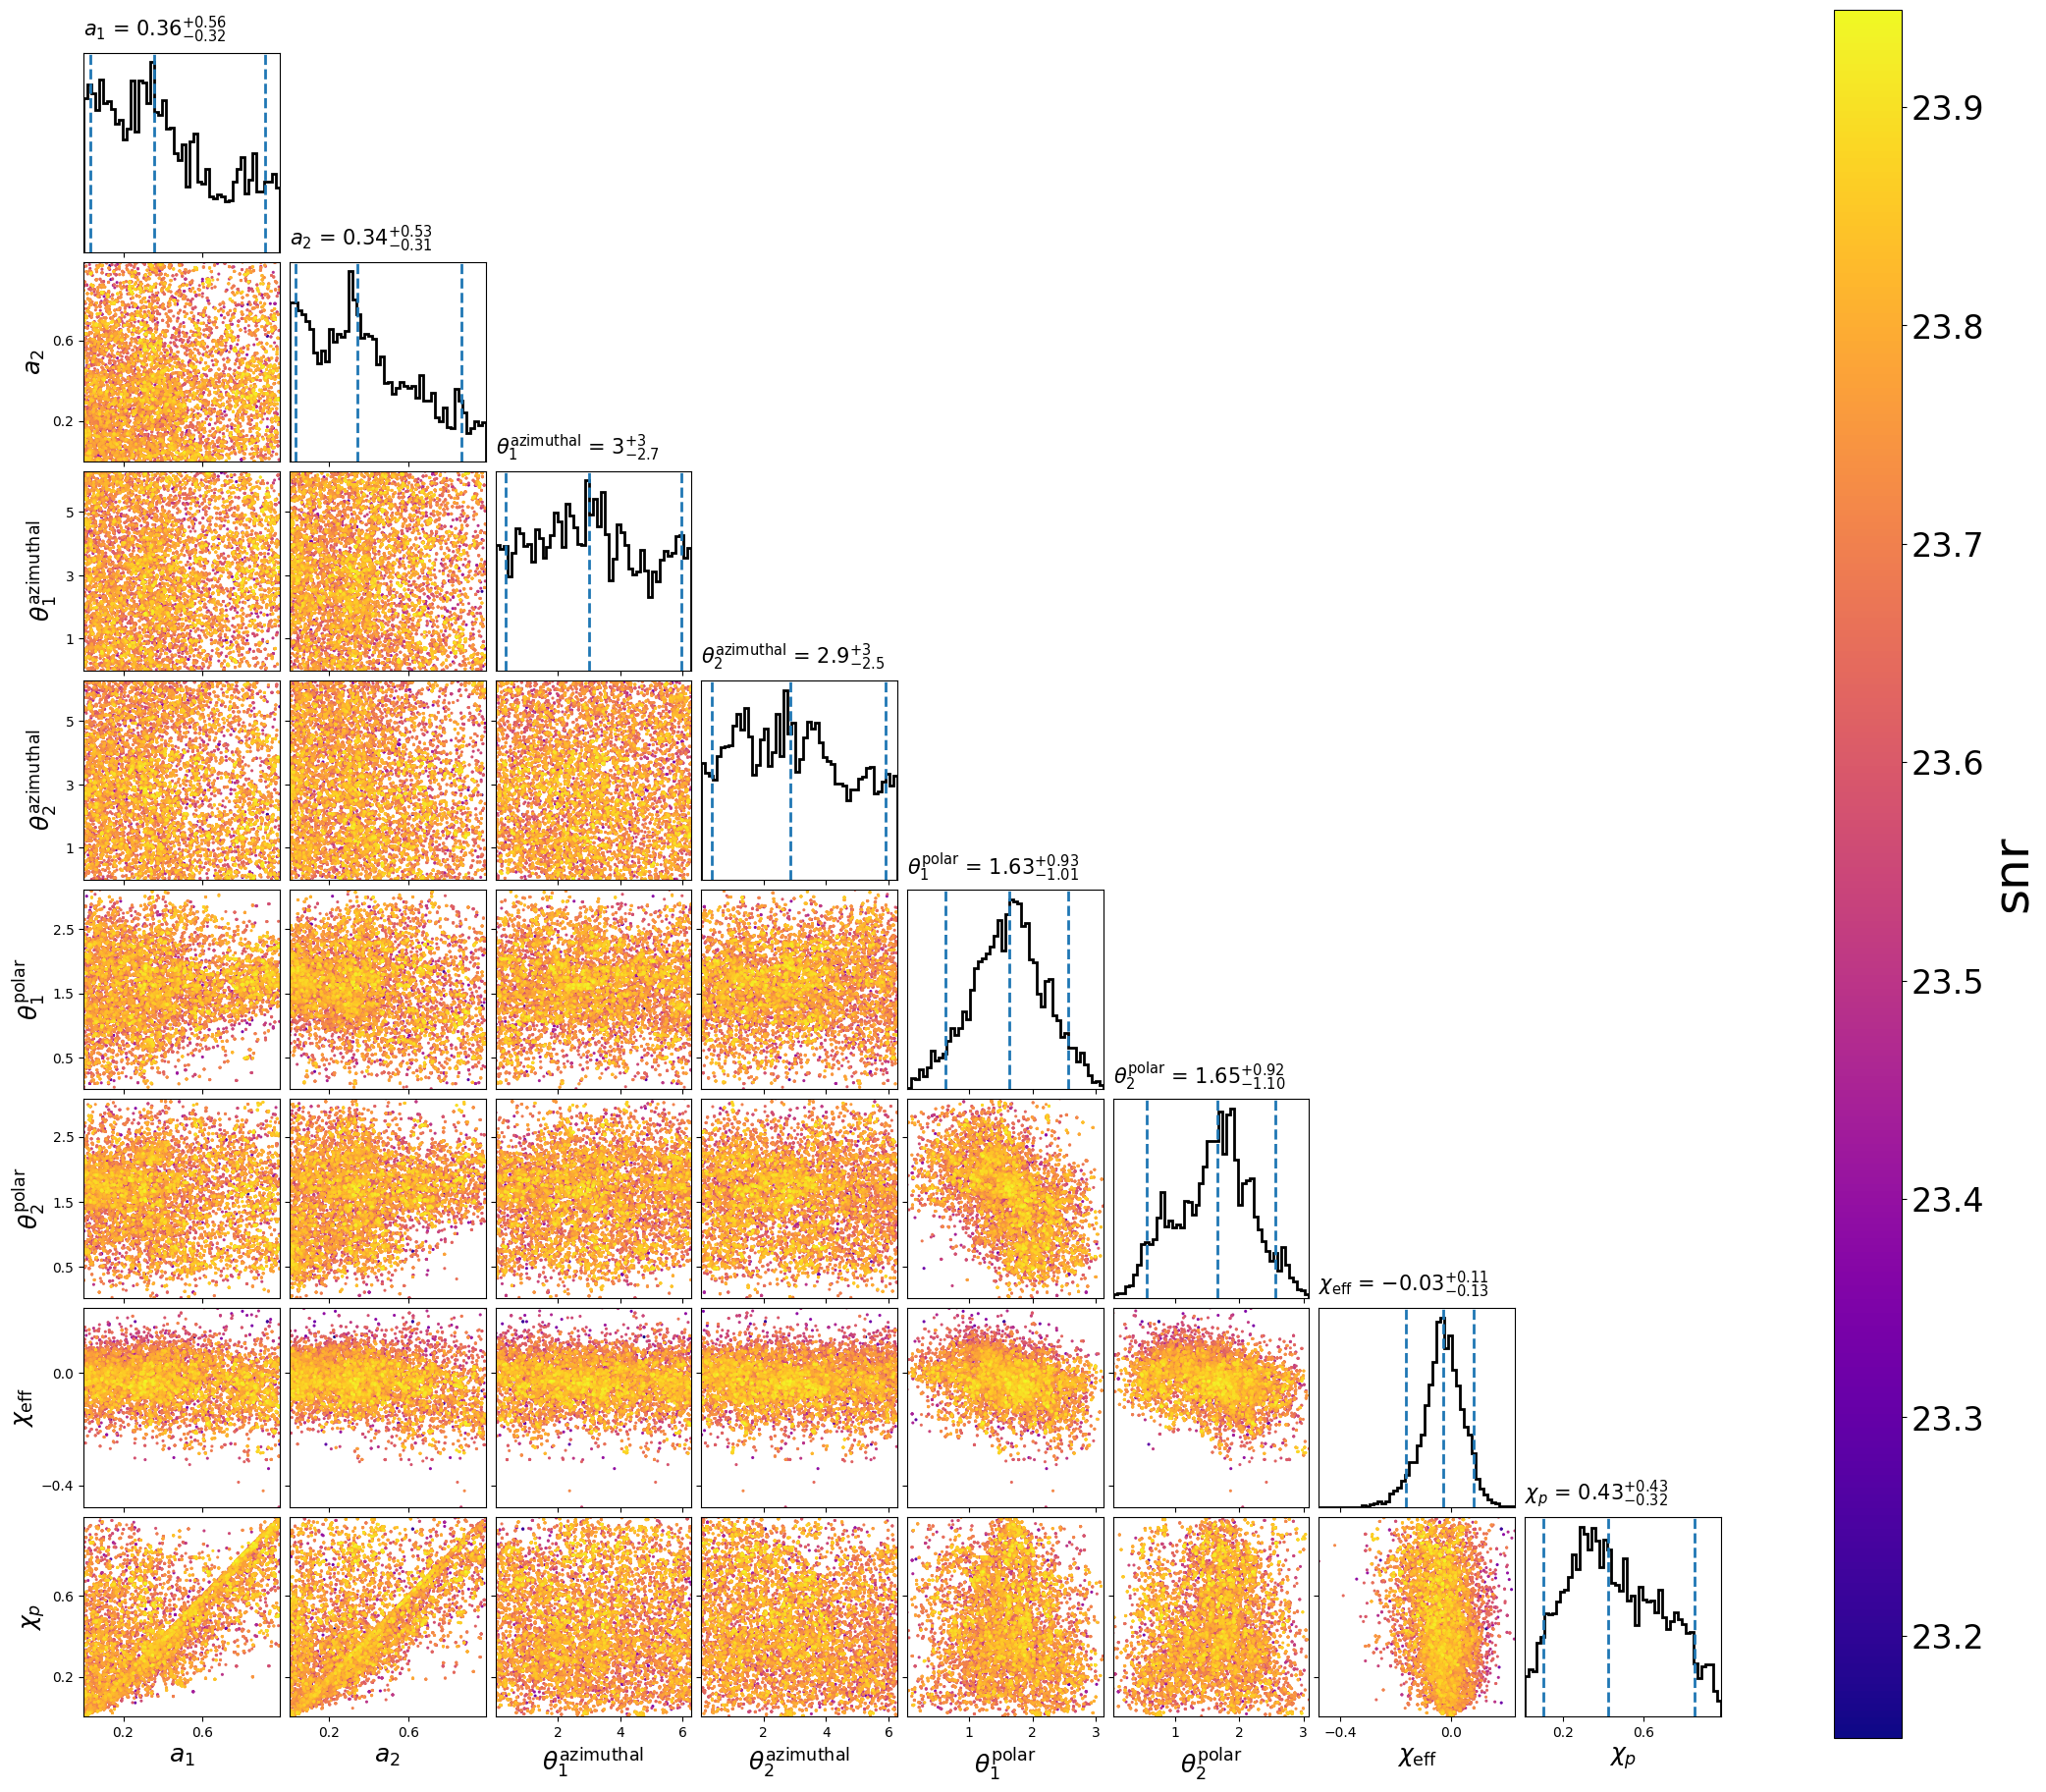 a₁ = 0.36⁺⁰·⁵⁶₋₀.₃₂
23.9
a₂ = 0.34⁺⁰·⁵³₋₀.₃₁
23.8
0.6
a₂
0.2
θ₁^azimuthal = 3⁺³₋₂.₇
5
θ₁^azimuthal
3
1
23.7
θ₂^azimuthal = 2.9⁺³₋₂.₅
5
θ₂^azimuthal
3
1
23.6
snr
θ₁^polar = 1.63⁺⁰·⁹³₋₁.₀₁
2.5
θ₁^polar
1.5
0.5
23.5
θ₂^polar = 1.65⁺⁰·⁹²₋₁.₁₀
2.5
θ₂^polar
1.5
0.5
23.4
χ_eff = −0.03⁺⁰·¹¹₋₀.₁₃
0.0
χ_eff
−0.4
23.3
χ_p = 0.43⁺⁰·⁴³₋₀.₃₂
0.6
χ_p
0.2
23.2
0.2 0.6 0.2 0.6 2 4 6 2 4 6 1 2 3 1 2 3 −0.4 0.0 0.2 0.6
a₁ a₂ θ₁^azimuthal θ₂^azimuthal θ₁^polar θ₂^polar χ_eff χ_p